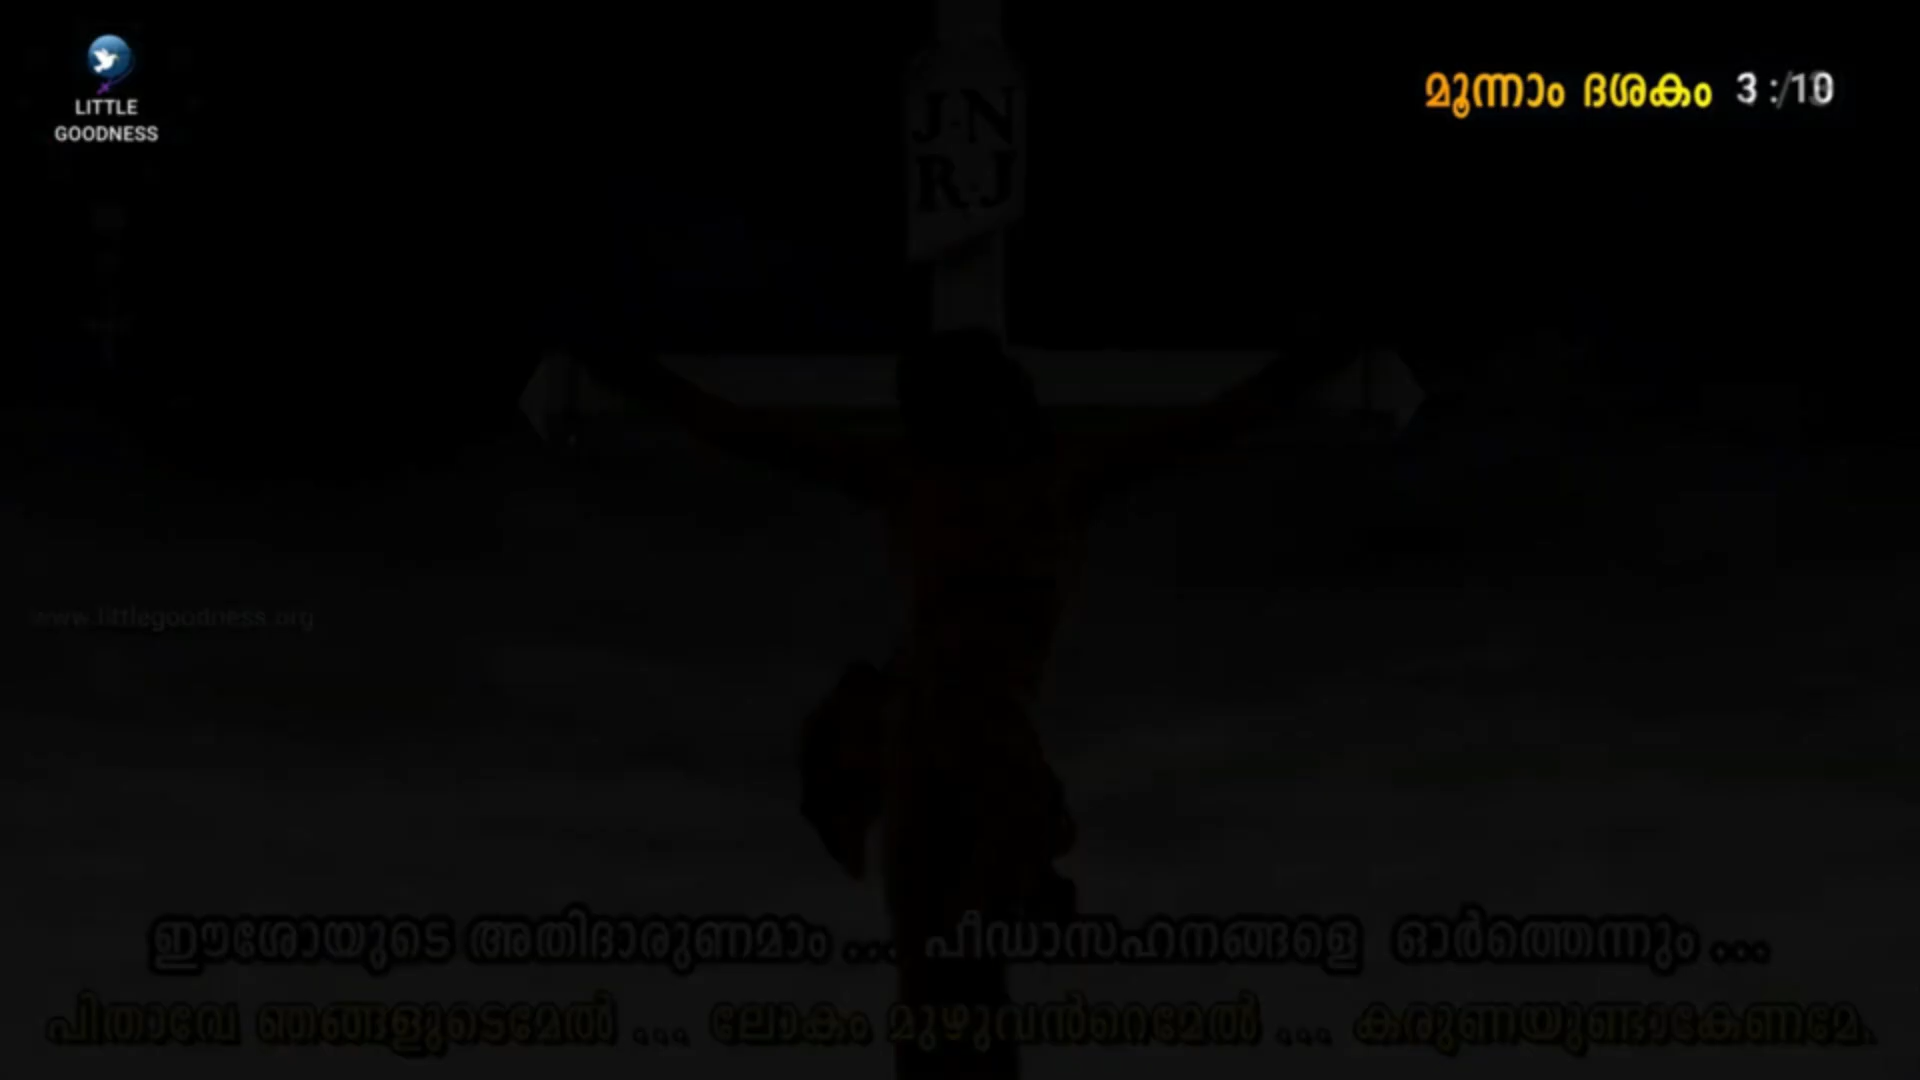 LITTLE
GOODNESS
മൂന്നാം ദശകം 3 : /10
J·N
R·J
www.littlegoodness.org
ഈശോയുടെ അതിദാരുണമാം ... പീഡാസഹനങ്ങളെ ഓർത്തെന്നും ...
പിതാവേ ഞങ്ങളുടെമേൽ ... ലോകം മുഴുവൻറെമേൽ ... കരുണയുണ്ടാകേണമേ.